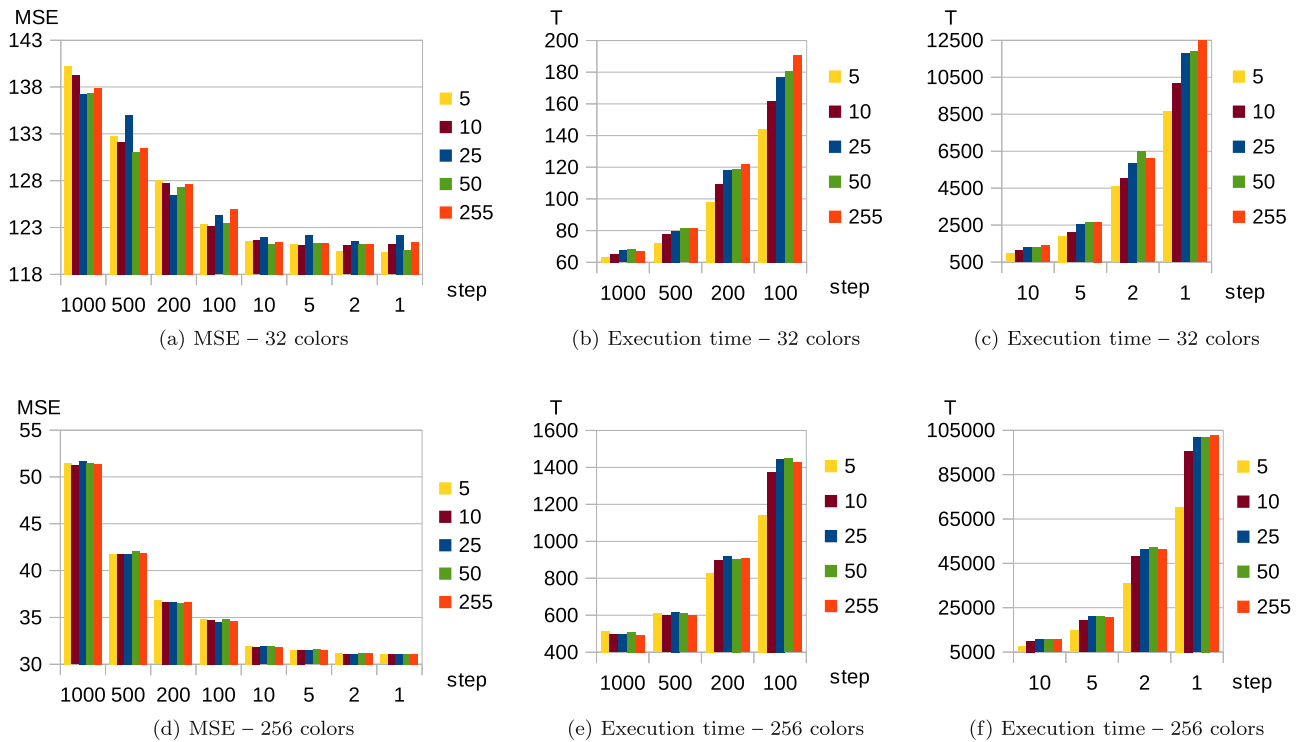 MSE
143
138
133
128
123
118
1000 500 200 100 10 5 2 1
step
5
10
25
50
255
(a) MSE – 32 colors
T
200
180
160
140
120
100
80
60
1000 500 200 100
step
5
10
25
50
255
(b) Execution time – 32 colors
T
12500
10500
8500
6500
4500
2500
500
10 5 2 1
step
5
10
25
50
255
(c) Execution time – 32 colors
MSE
55
50
45
40
35
30
1000 500 200 100 10 5 2 1
step
5
10
25
50
255
(d) MSE – 256 colors
T
1600
1400
1200
1000
800
600
400
1000 500 200 100
step
5
10
25
50
255
(e) Execution time – 256 colors
T
105000
85000
65000
45000
25000
5000
10 5 2 1
step
5
10
25
50
255
(f) Execution time – 256 colors